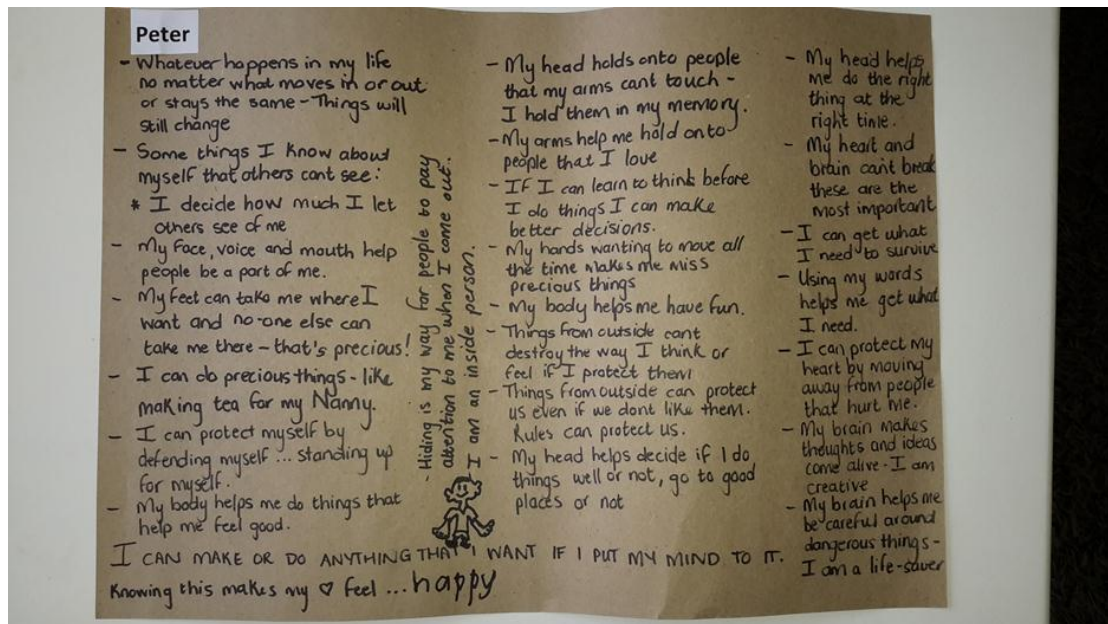 Peter
- Whatever happens in my life
no matter what moves in or out
or stays the same - Things will
still change
- Some things I know about
myself that others cant see:
* I decide how much I let
others see of me
- My face, voice and mouth help
people be a part of me.
- My feet can take me where I
want and no-one else can
take me there - that's precious!
- I can do precious things - like
making tea for my Nanny.
- I can protect myself by
defending myself ... standing up
for myself.
- My body helps me do things that
help me feel good.
- Hiding is my way for people to pay
attention to me when I come out.
I am an inside person.
- My head holds onto people
that my arms cant touch -
I hold them in my memory.
- My arms help me hold onto
people that I love
- If I can learn to think before
I do things I can make
better decisions.
- My hands wanting to move all
the time makes me miss
precious things
- My body helps me have fun.
- Things from outside cant
destroy the way I think or
feel if I protect them
- Things from outside can protect
us even if we dont like them.
Rules can protect us.
- My head helps decide if I do
things well or not, go to good
places or not
- My head helps
me do the right
thing at the
right time.
- My heart and
brain can't break
these are the
most important
- I can get what
I need to survive
- Using my words
helps me get what
I need.
- I can protect my
heart by moving
away from people
that hurt me.
- My brain makes
thoughts and ideas
come alive - I am
creative
- My brain helps me
be careful around
dangerous things -
I am a life-saver
I CAN MAKE OR DO ANYTHING THAT I WANT IF I PUT MY MIND TO IT.
Knowing this makes my ♡ feel ... happy